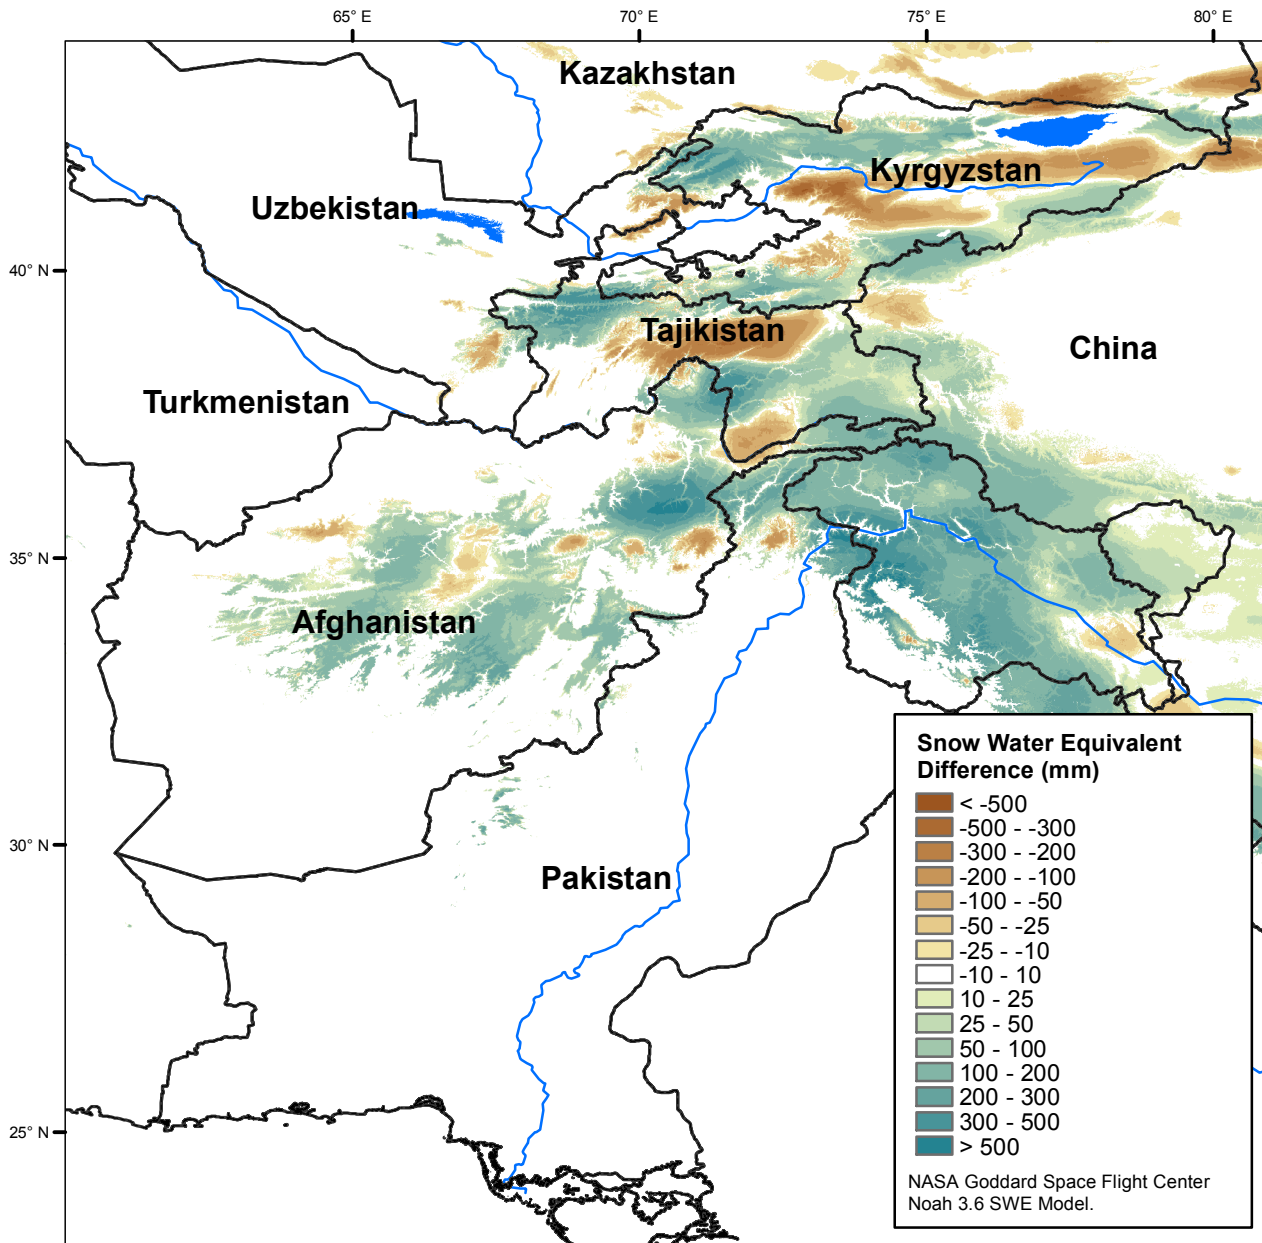 65° E
70° E
75° E
80° E
Kazakhstan
Kyrgyzstan
Uzbekistan
40° N
Tajikistan
China
Turkmenistan
35° N
Afghanistan
30° N
Pakistan
25° N
Snow Water Equivalent
Difference (mm)
< -500
-500 - -300
-300 - -200
-200 - -100
-100 - -50
-50 - -25
-25 - -10
-10 - 10
10 - 25
25 - 50
50 - 100
100 - 200
200 - 300
300 - 500
> 500
NASA Goddard Space Flight Center
Noah 3.6 SWE Model.